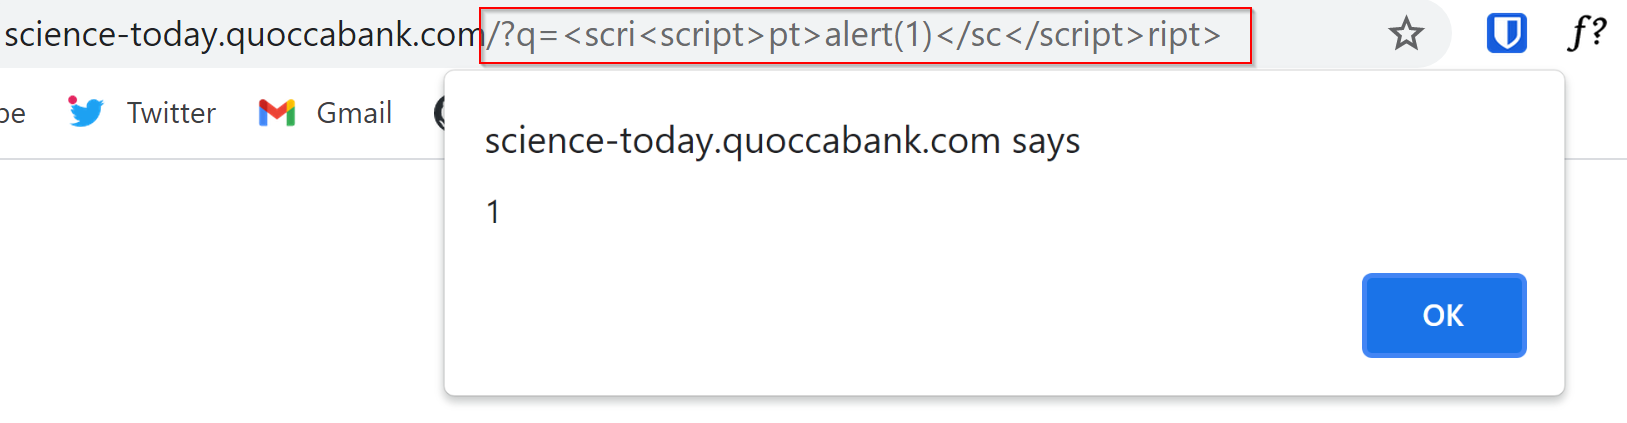 science-today.quoccabank.com/?q=<scri<script>pt>alert(1)</sc</script>ript>
f?
Twitter
Gmail
science-today.quoccabank.com says
1
OK